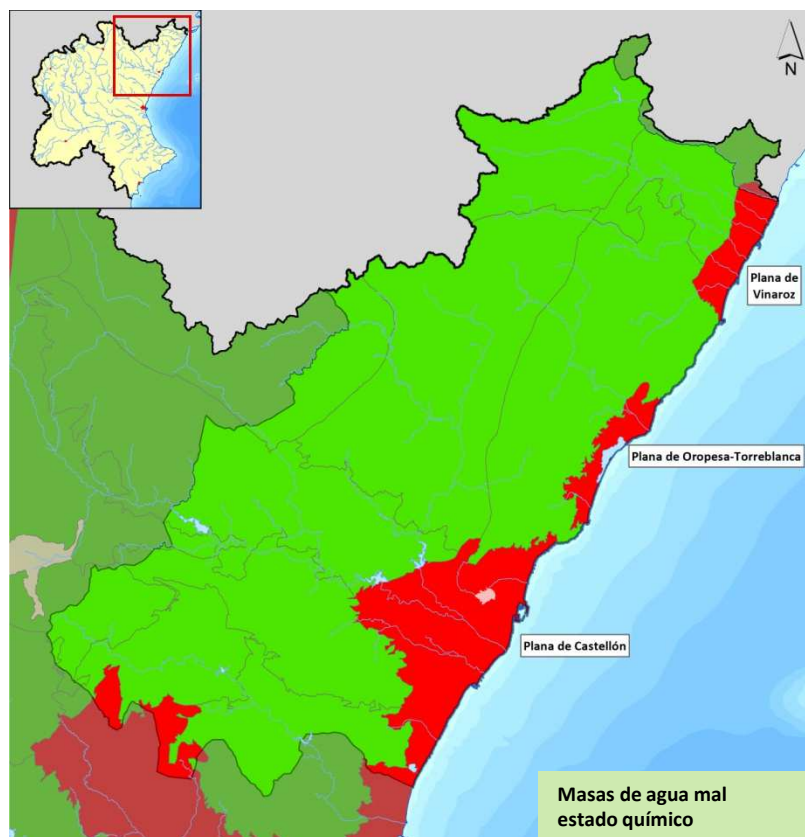 N
Plana de
Vinaroz
Plana de Oropesa-Torreblanca
Plana de Castellón
Masas de agua mal
estado químico